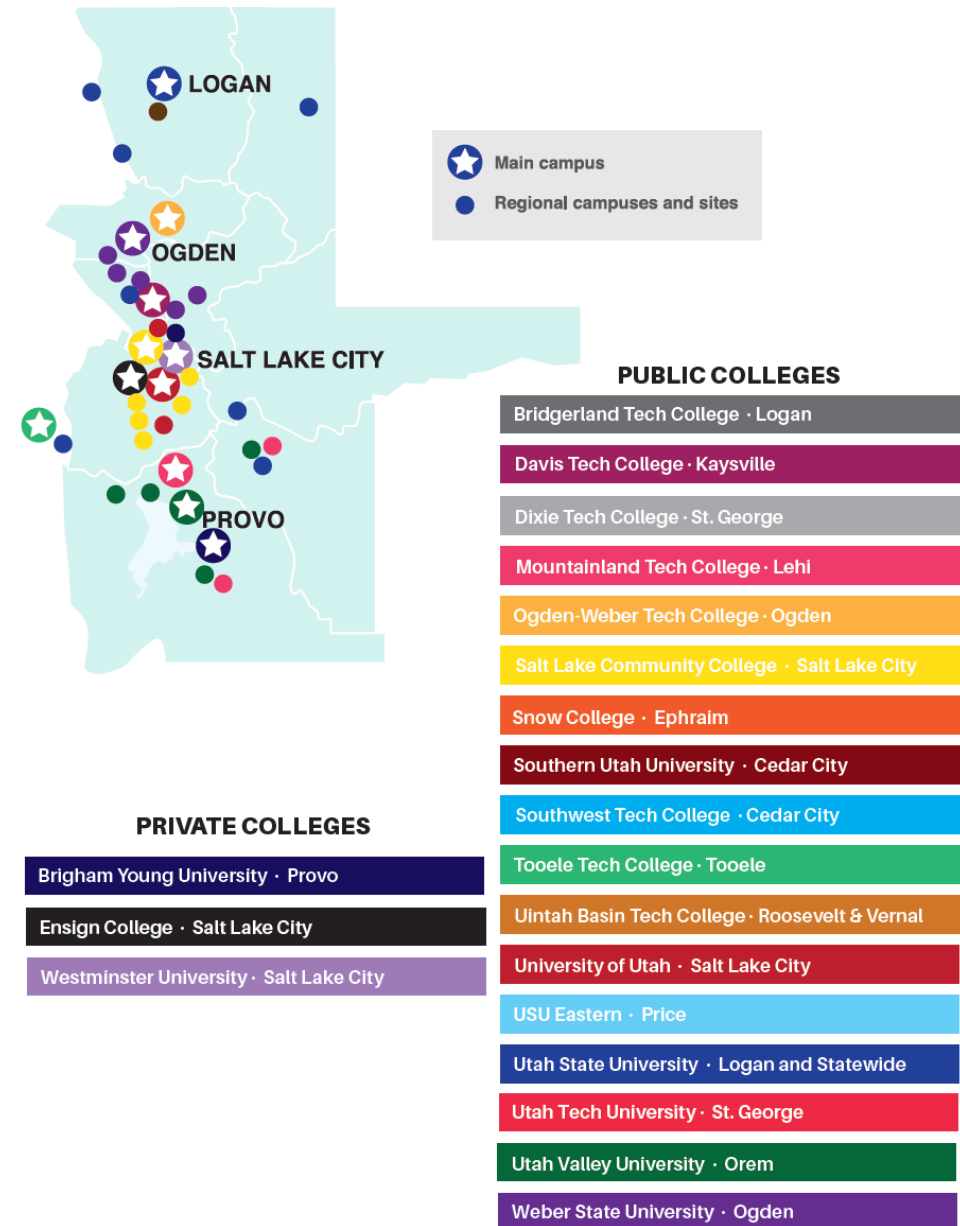 LOGAN
Main campus
Regional campuses and sites
OGDEN
SALT LAKE CITY
PROVO
PUBLIC COLLEGES
Bridgerland Tech College · Logan
Davis Tech College · Kaysville
Dixie Tech College · St. George
Mountainland Tech College · Lehi
Ogden-Weber Tech College · Ogden
Salt Lake Community College · Salt Lake City
Snow College · Ephraim
Southern Utah University · Cedar City
Southwest Tech College · Cedar City
Tooele Tech College · Tooele
Uintah Basin Tech College · Roosevelt & Vernal
University of Utah · Salt Lake City
USU Eastern · Price
Utah State University · Logan and Statewide
Utah Tech University · St. George
Utah Valley University · Orem
Weber State University · Ogden
PRIVATE COLLEGES
Brigham Young University · Provo
Ensign College · Salt Lake City
Westminster University · Salt Lake City